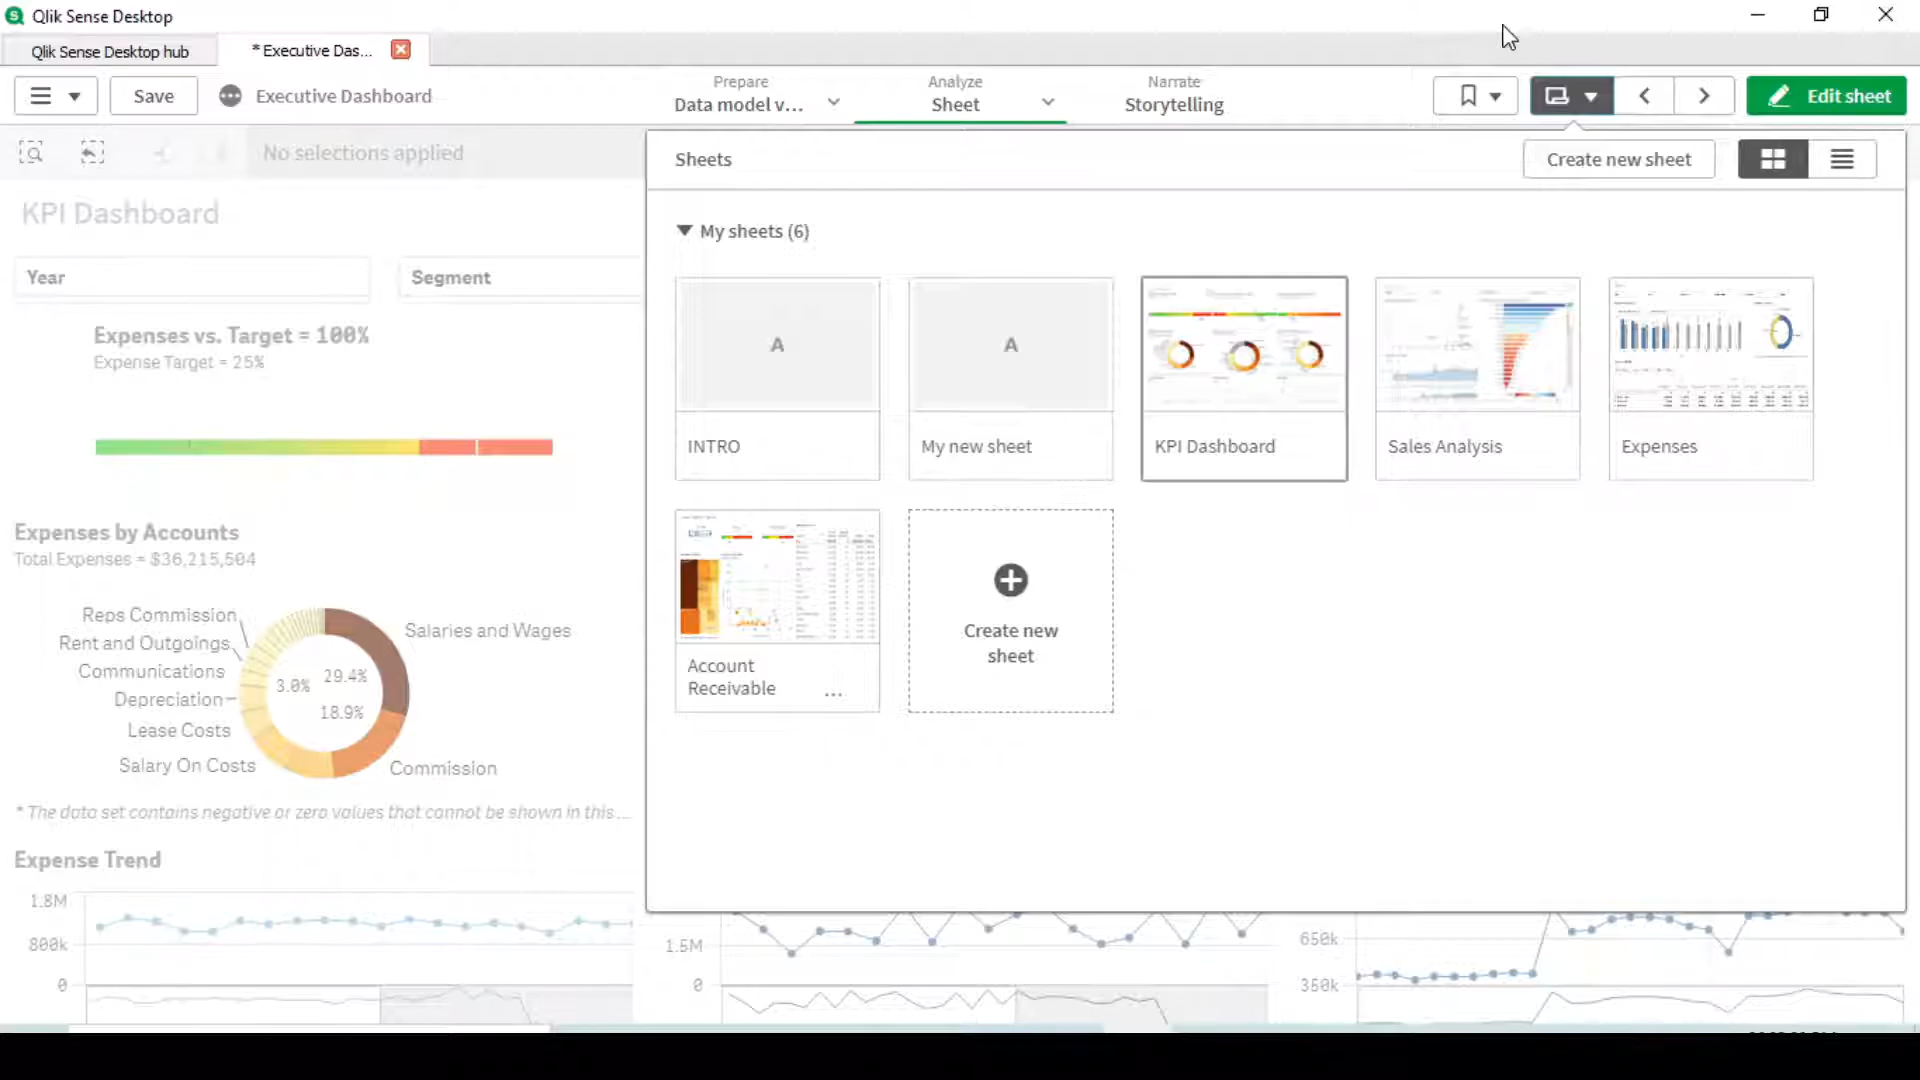 Qlik Sense Desktop
Qlik Sense Desktop hub
* Executive Das...
Save
Executive Dashboard
Prepare
Data model v...
Analyze
Sheet
Narrate
Storytelling
Edit sheet
No selections applied
Sheets
Create new sheet
KPI Dashboard
My sheets (6)
Year
Segment
Expenses vs. Target = 100%
Expense Target = 25%
A
A
INTRO
My new sheet
KPI Dashboard
Sales Analysis
Expenses
Expenses by Accounts
Total Expenses = $36,215,504
Reps Commission
Rent and Outgoings
Communications
Depreciation
Lease Costs
Salary On Costs
Salaries and Wages
Commission
3.0%
29.4%
18.9%
Account
Receivable
...
Create new
sheet
* The data set contains negative or zero values that cannot be shown in this ...
Expense Trend
1.8M
800k
0
1.5M
0
650k
350k